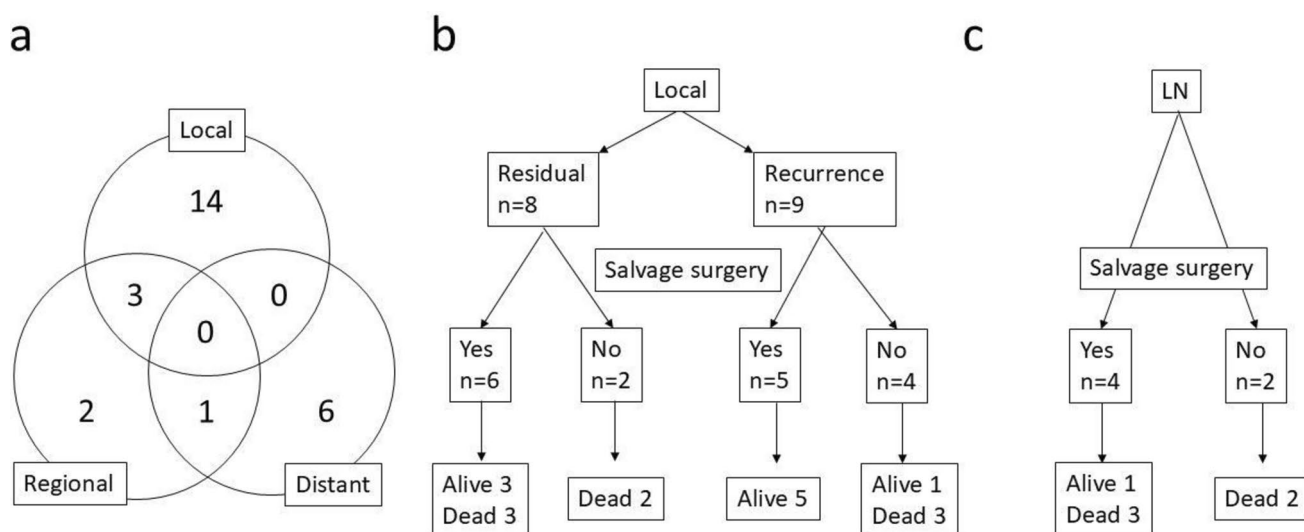 a
Local
14
3
0
0
2
1
6
Regional
Distant
b
Local
Residual
n=8
Recurrence
n=9
Salvage surgery
Yes
n=6
No
n=2
Yes
n=5
No
n=4
Alive 3
Dead 3
Dead 2
Alive 5
Alive 1
Dead 3
c
LN
Salvage surgery
Yes
n=4
No
n=2
Alive 1
Dead 3
Dead 2